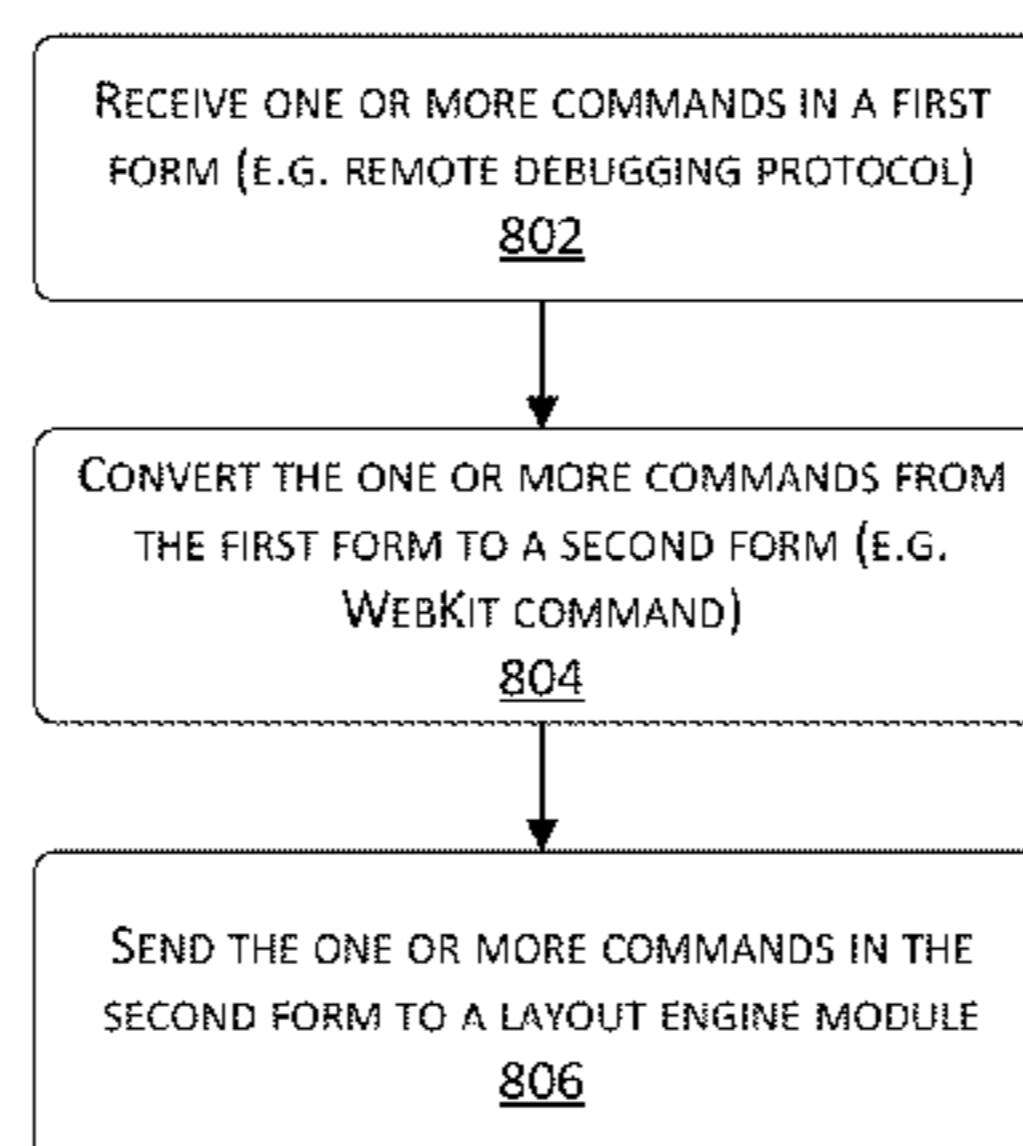 RECEIVE ONE OR MORE COMMANDS IN A FIRST
FORM (E.G. REMOTE DEBUGGING PROTOCOL)
802
CONVERT THE ONE OR MORE COMMANDS FROM
THE FIRST FORM TO A SECOND FORM (E.G.
WEBKIT COMMAND)
804
SEND THE ONE OR MORE COMMANDS IN THE
SECOND FORM TO A LAYOUT ENGINE MODULE
806